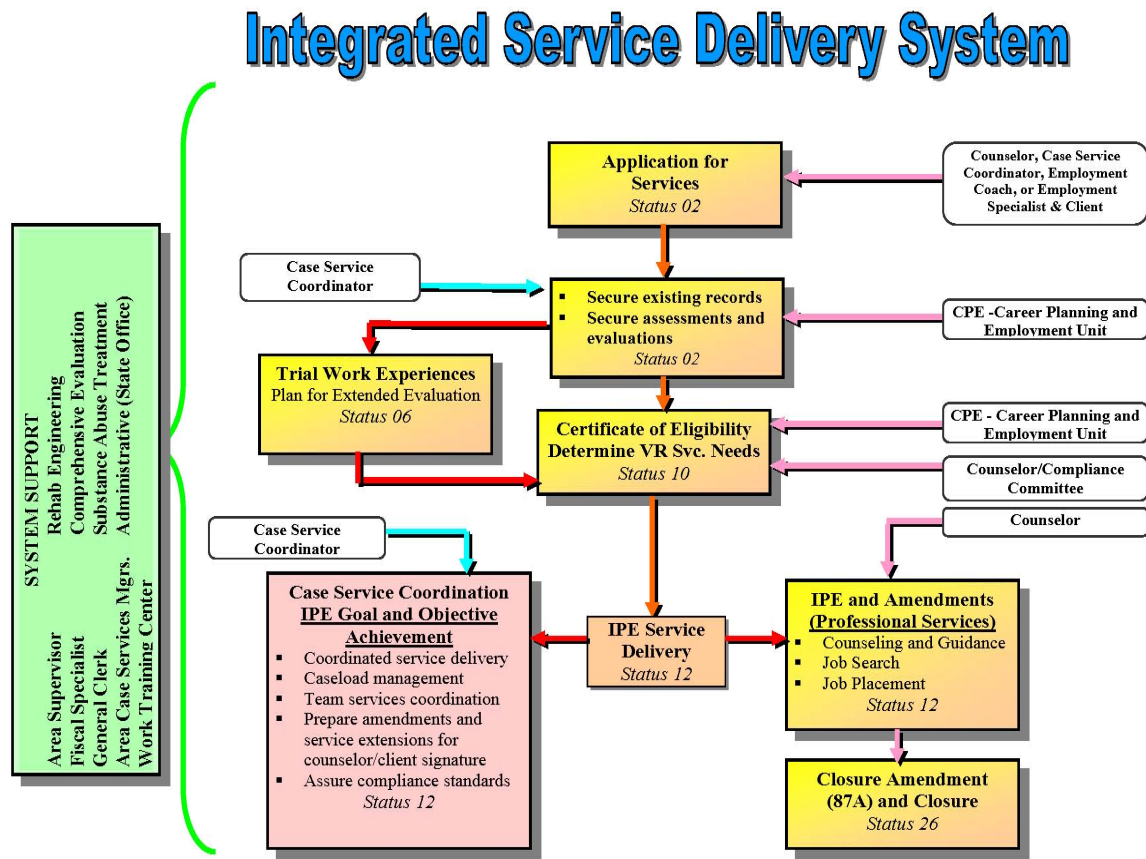 Integrated Service Delivery System
Application for
Services
Status 02
Counselor, Case Service
Coordinator, Employment
Coach, or Employment
Specialist & Client
Case Service
Coordinator
▪ Secure existing records
▪ Secure assessments and
evaluations
Status 02
CPE -Career Planning and
Employment Unit
Trial Work Experiences
Plan for Extended Evaluation
Status 06
Certificate of Eligibility
Determine VR Svc. Needs
Status 10
CPE - Career Planning and
Employment Unit
Counselor/Compliance
Committee
Counselor
Case Service
Coordinator
Case Service Coordination
IPE Goal and Objective
Achievement
▪ Coordinated service delivery
▪ Caseload management
▪ Team services coordination
▪ Prepare amendments and
service extensions for
counselor/client signature
▪ Assure compliance standards
Status 12
IPE Service
Delivery
Status 12
IPE and Amendments
(Professional Services)
▪ Counseling and Guidance
▪ Job Search
▪ Job Placement
Status 12
Closure Amendment
(87A) and Closure
Status 26
SYSTEM SUPPORT
Area Supervisor Rehab Engineering
Fiscal Specialist Comprehensive Evaluation
General Clerk Substance Abuse Treatment
Area Case Services Mgrs. Administrative (State Office)
Work Training Center